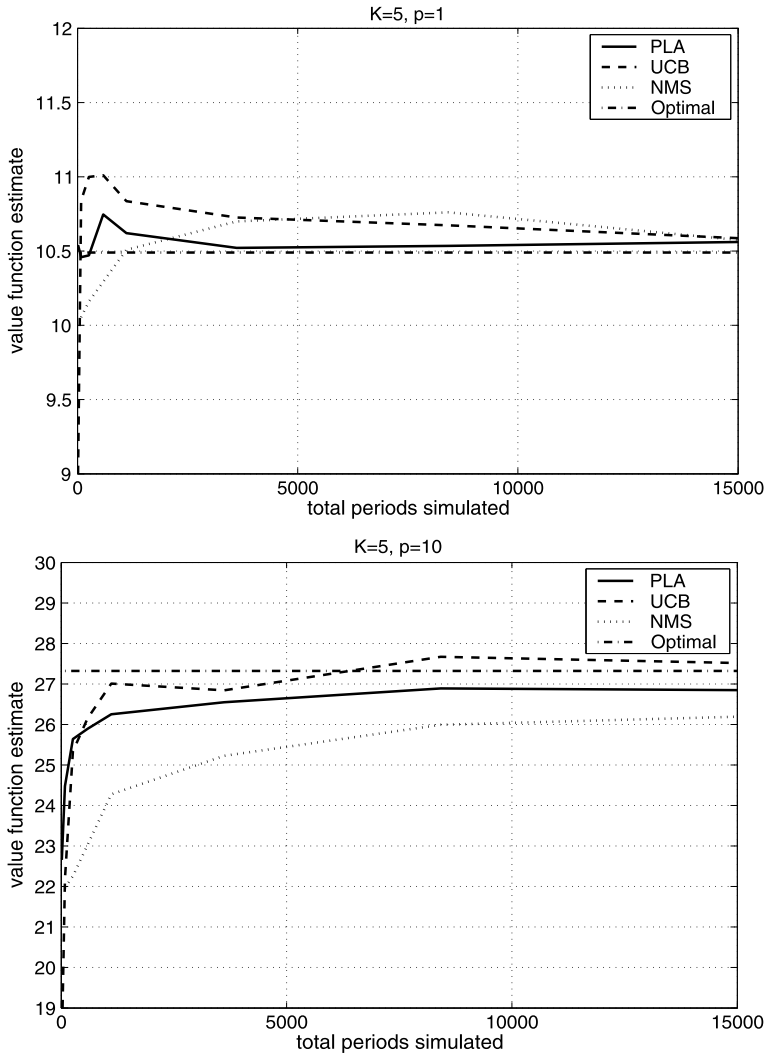 K=5, p=1
12
11.5
11
10.5
10
9.5
9
value function estimate
PLA
UCB
NMS
Optimal
0
5000
10000
15000
total periods simulated
K=5, p=10
30
29
28
27
26
25
24
23
22
21
20
19
value function estimate
PLA
UCB
NMS
Optimal
0
5000
10000
15000
total periods simulated